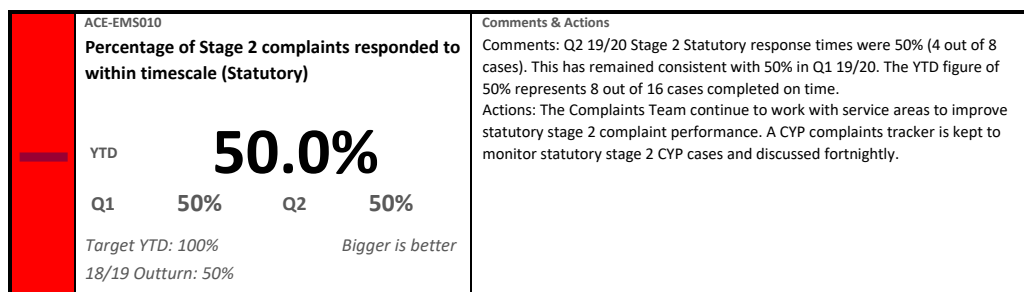 ACE-EMS010
Percentage of Stage 2 complaints responded to
within timescale (Statutory)
YTD 50.0%
Q1 50% Q2 50%
Target YTD: 100% Bigger is better
18/19 Outturn: 50%
Comments & Actions
Comments: Q2 19/20 Stage 2 Statutory response times were 50% (4 out of 8
cases). This has remained consistent with 50% in Q1 19/20. The YTD figure of
50% represents 8 out of 16 cases completed on time.
Actions: The Complaints Team continue to work with service areas to improve
statutory stage 2 complaint performance. A CYP complaints tracker is kept to
monitor statutory stage 2 CYP cases and discussed fortnightly.